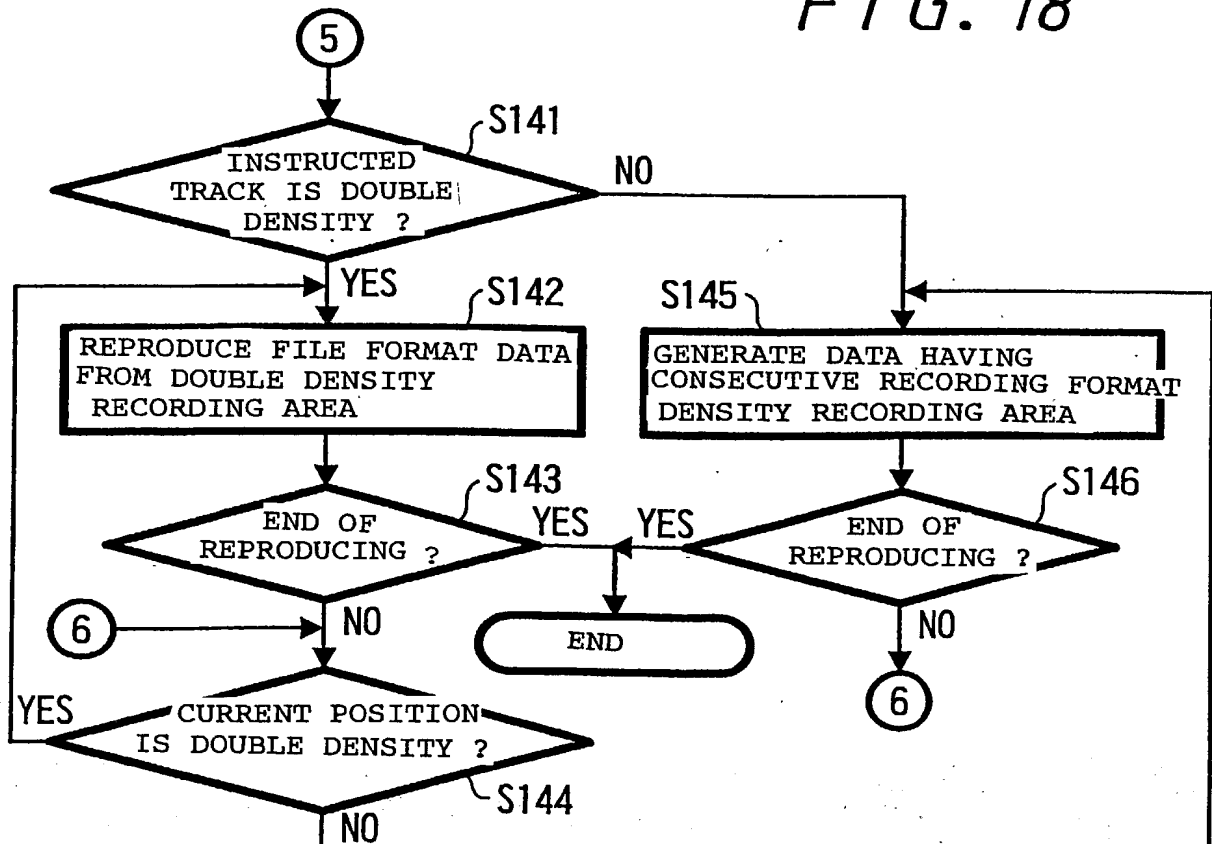 FIG. 18
5
S141
INSTRUCTED
TRACK IS DOUBLE
DENSITY ?
NO
YES
S142
REPRODUCE FILE FORMAT DATA
FROM DOUBLE DENSITY
RECORDING AREA
S145
GENERATE DATA HAVING
CONSECUTIVE RECORDING FORMAT
DENSITY RECORDING AREA
S143
END OF
REPRODUCING ?
YES
YES
S146
END OF
REPRODUCING ?
6
NO
END
NO
6
YES
CURRENT POSITION
IS DOUBLE DENSITY ?
S144
NO